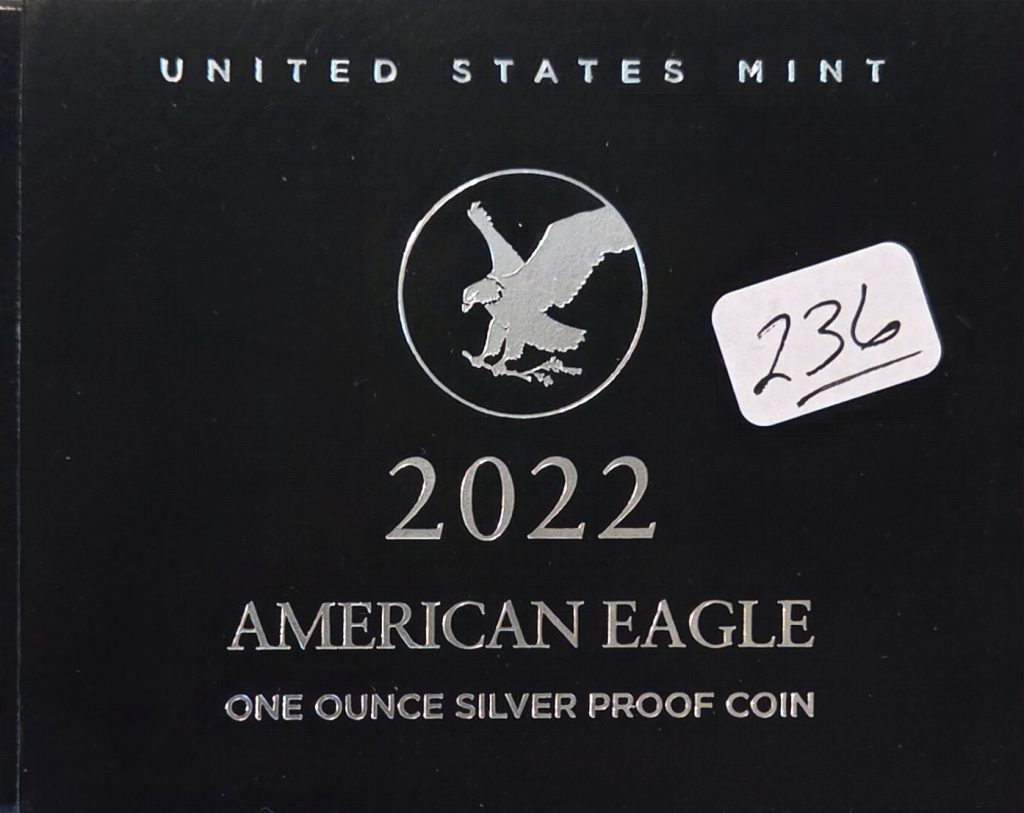 UNITED STATES MINT
236
2022
AMERICAN EAGLE
ONE OUNCE SILVER PROOF COIN